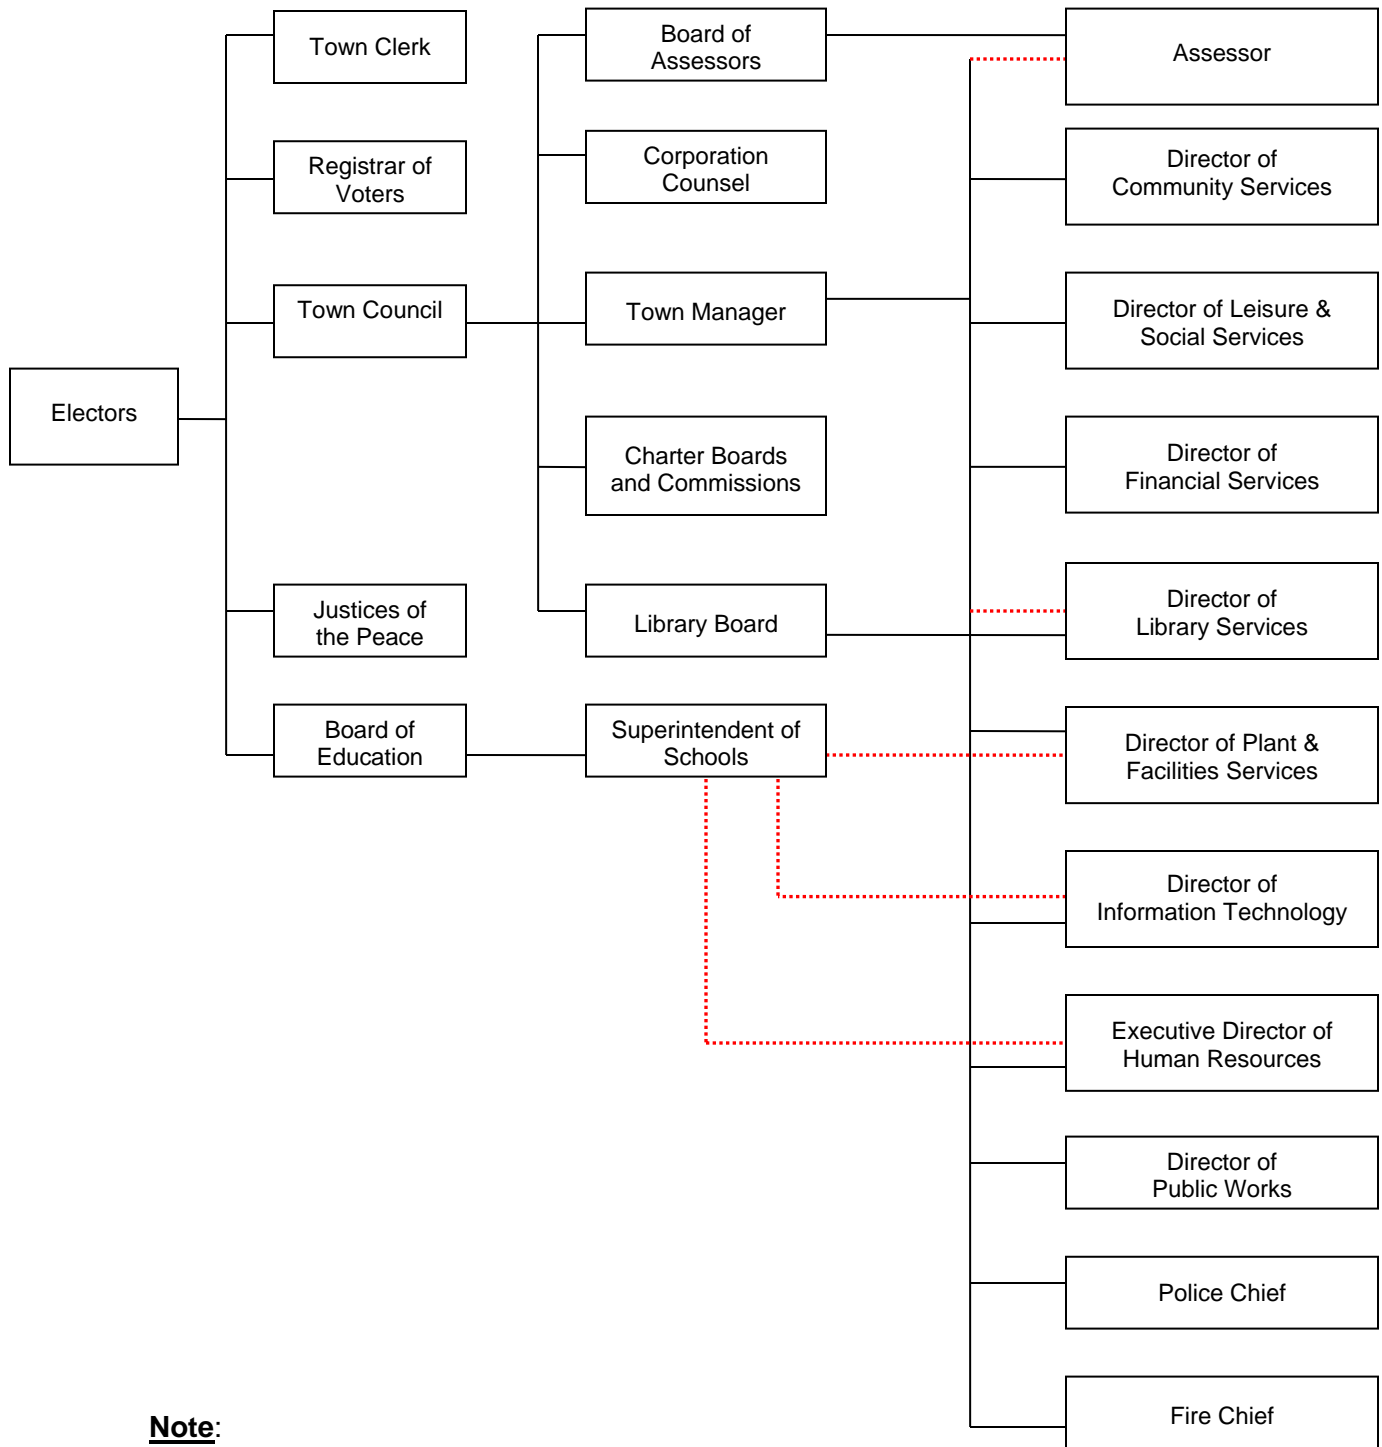 Electors
Town Clerk
Registrar of
Voters
Town Council
Justices of
the Peace
Board of
Education
Board of
Assessors
Corporation
Counsel
Town Manager
Charter Boards
and Commissions
Library Board
Superintendent of
Schools
Assessor
Director of
Community Services
Director of Leisure &
Social Services
Director of
Financial Services
Director of
Library Services
Director of Plant &
Facilities Services
Director of
Information Technology
Executive Director of
Human Resources
Director of
Public Works
Police Chief
Fire Chief
Note: